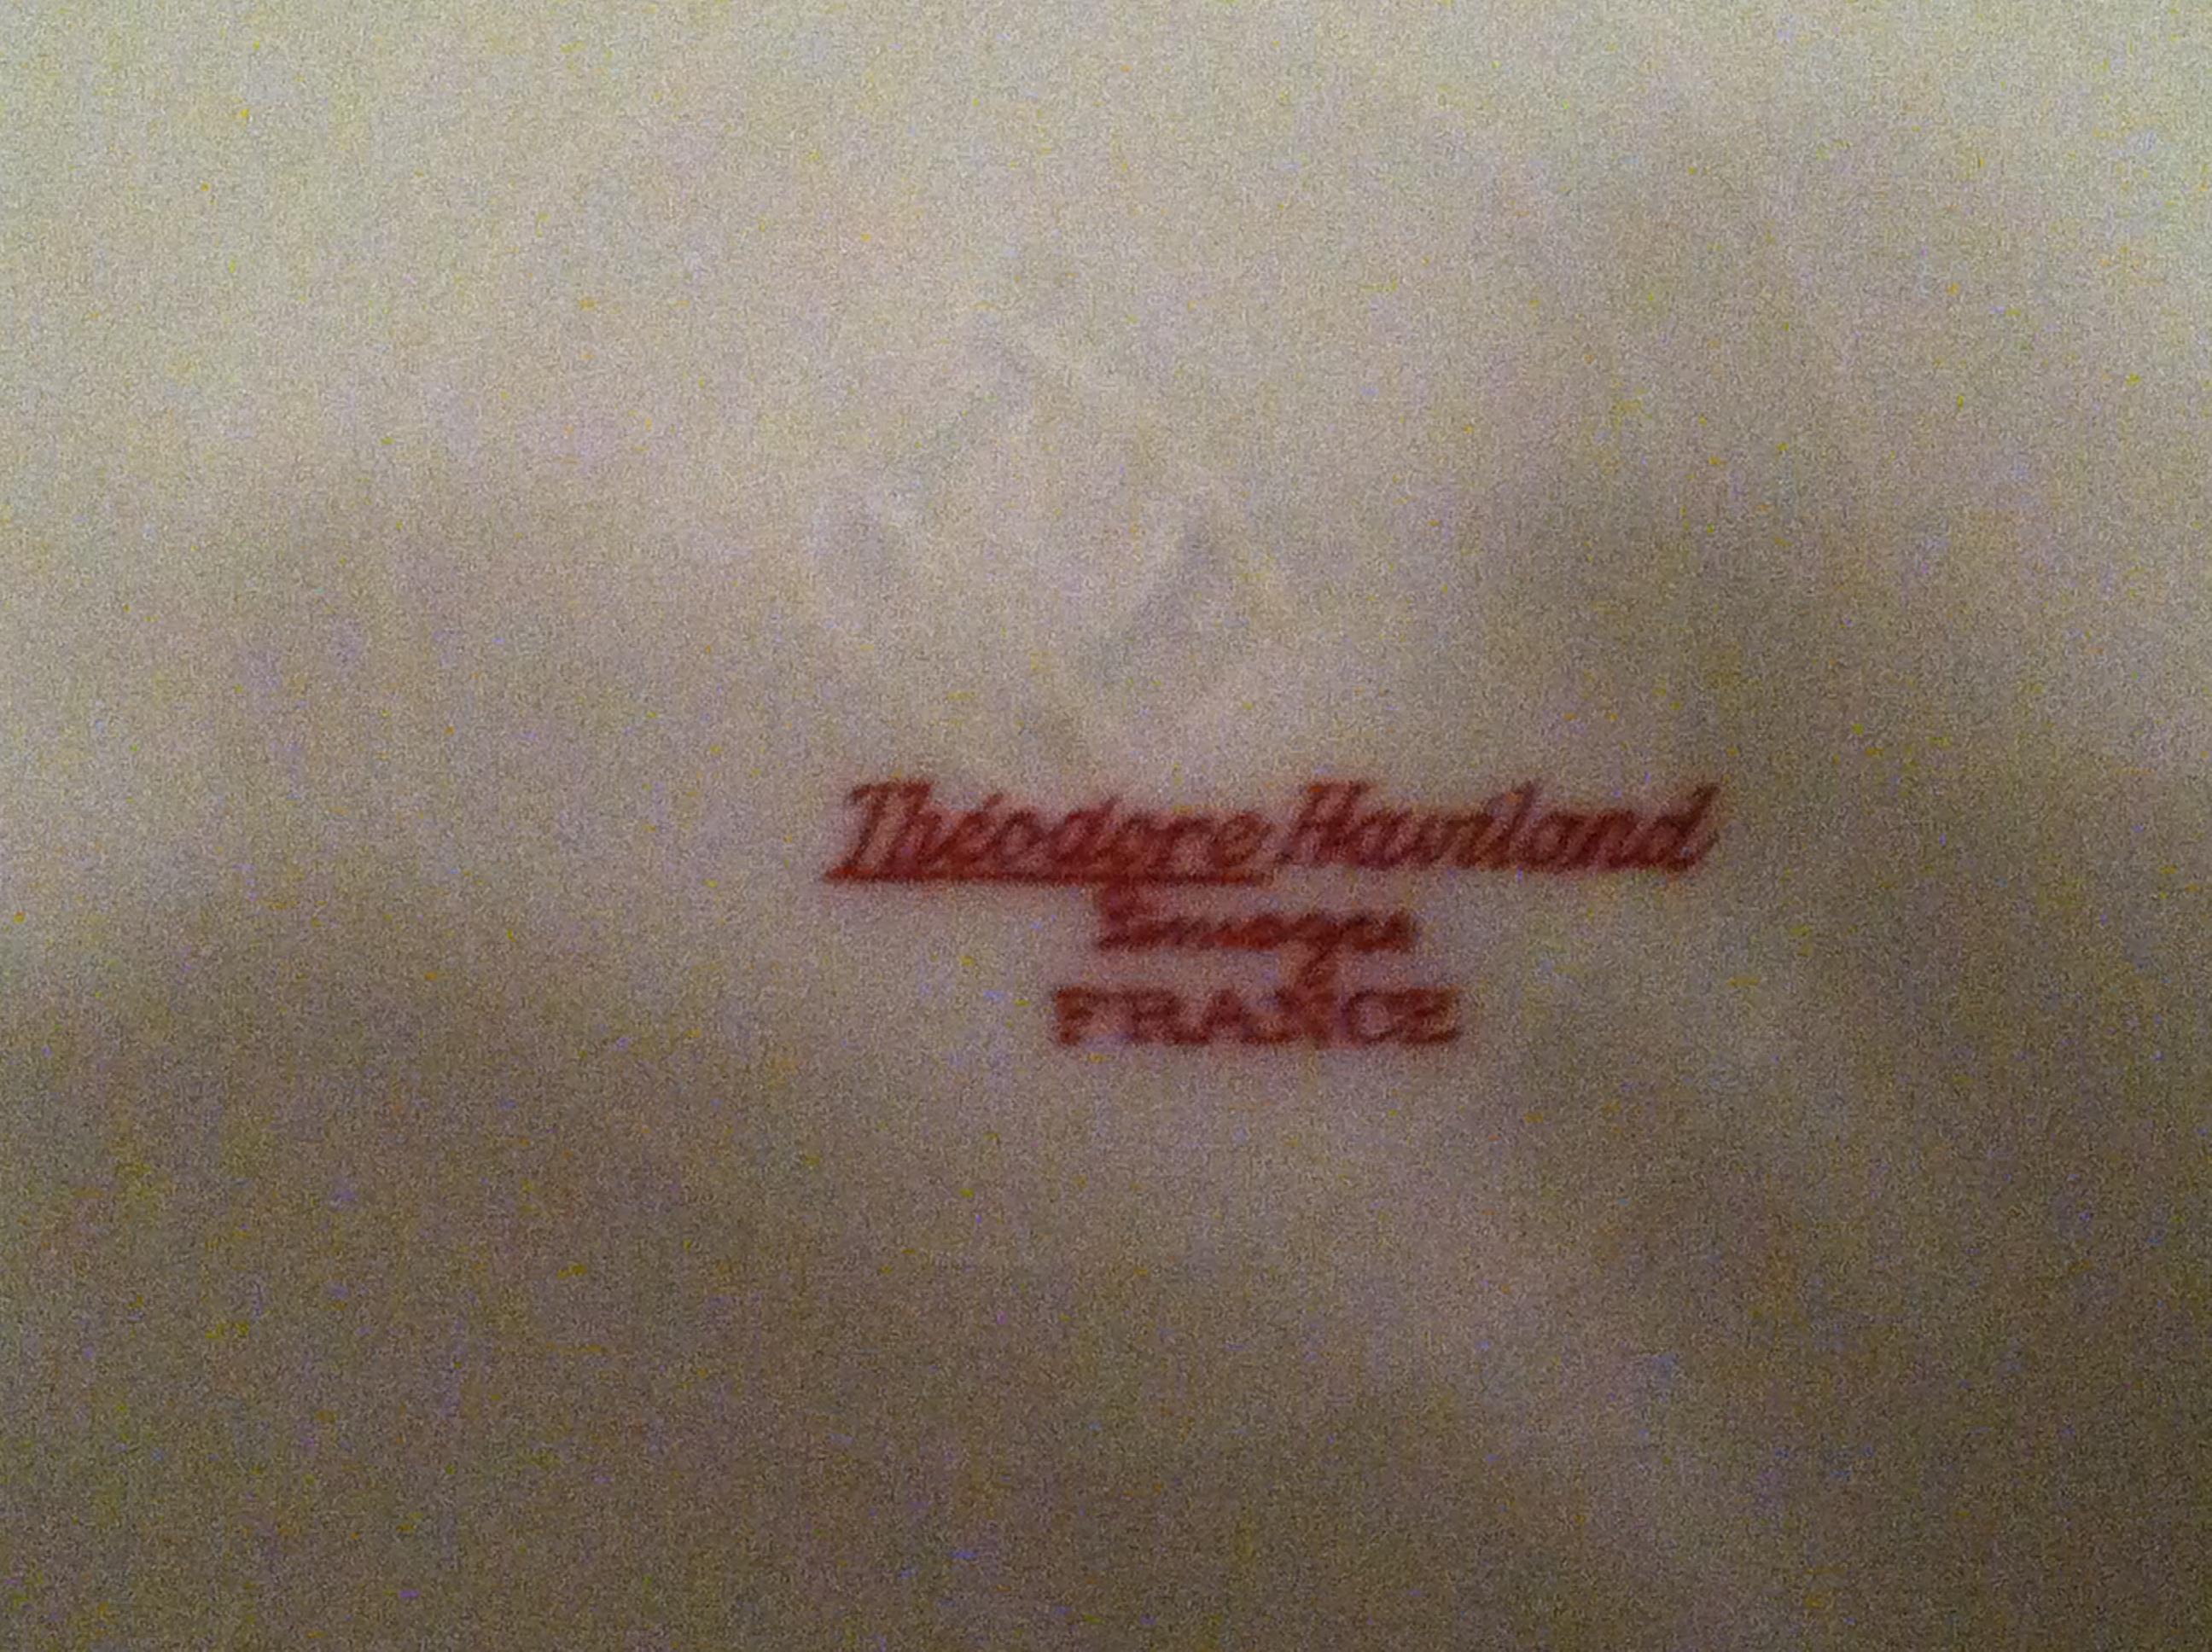 Théodore Haviland
Limoges
FRANCE